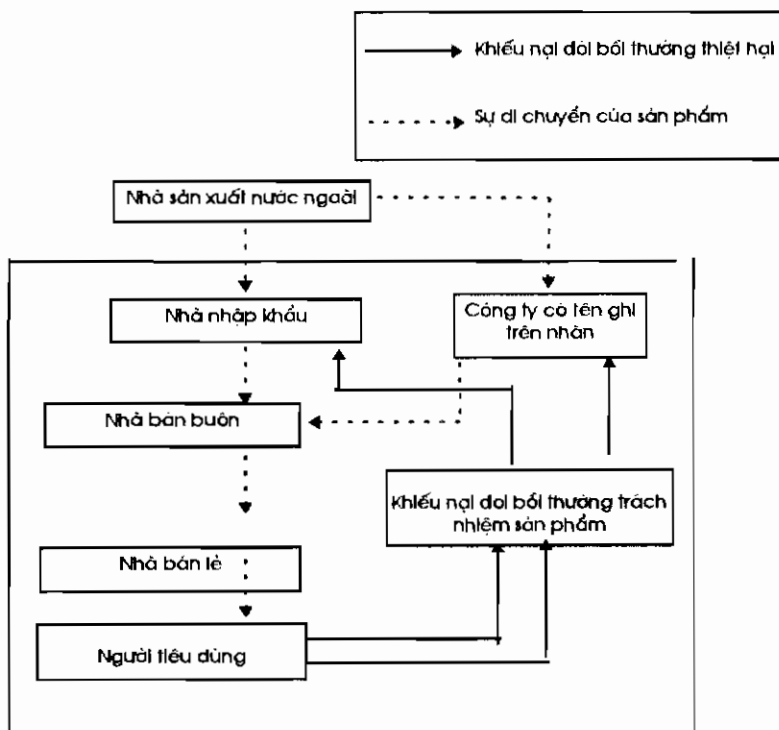 Khiếu nại đòi bồi thường thiệt hại
Sự di chuyển của sản phẩm
Nhà sản xuất nước ngoài
Nhà nhập khẩu
Công ty có tên ghi
trên nhãn
Nhà bán buôn
Khiếu nại đòi bồi thường trách
nhiệm sản phẩm
Nhà bán lẻ
Người tiêu dùng